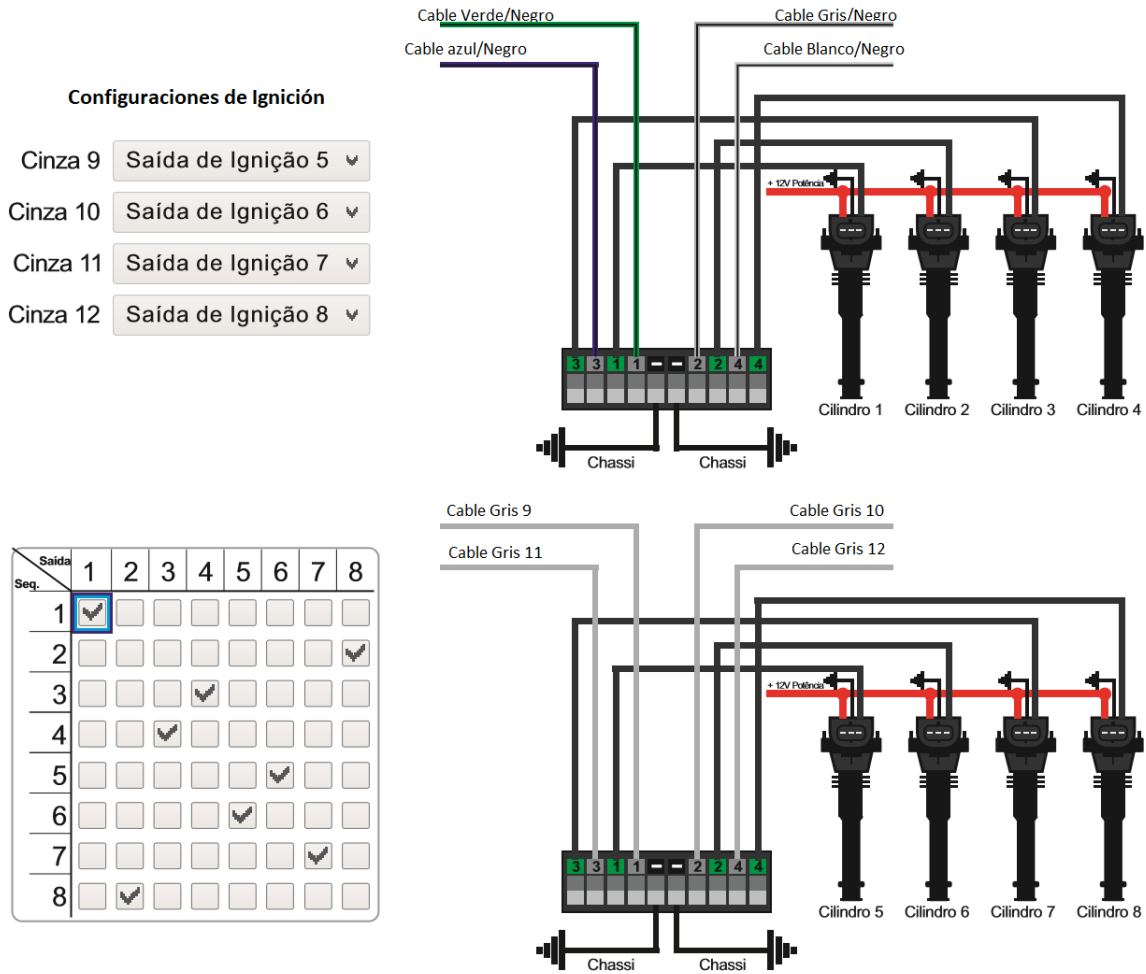 Cable Verde/Negro
Cable Gris/Negro
Cable azul/Negro
Cable Blanco/Negro
Configuraciones de Ignición
Cinza 9 Saída de Ignição 5
Cinza 10 Saída de Ignição 6
Cinza 11 Saída de Ignição 7
Cinza 12 Saída de Ignição 8
+ 12V Potência
3 3 1 1 2 2 4 4
Cilindro 1 Cilindro 2 Cilindro 3 Cilindro 4
Chassi Chassi
Cable Gris 9
Cable Gris 10
Cable Gris 11
Cable Gris 12
Saída
Seq.
1 2 3 4 5 6 7 8
1
2
3
4
5
6
7
8
+ 12V Potência
3 3 1 1 2 2 4 4
Cilindro 5 Cilindro 6 Cilindro 7 Cilindro 8
Chassi Chassi